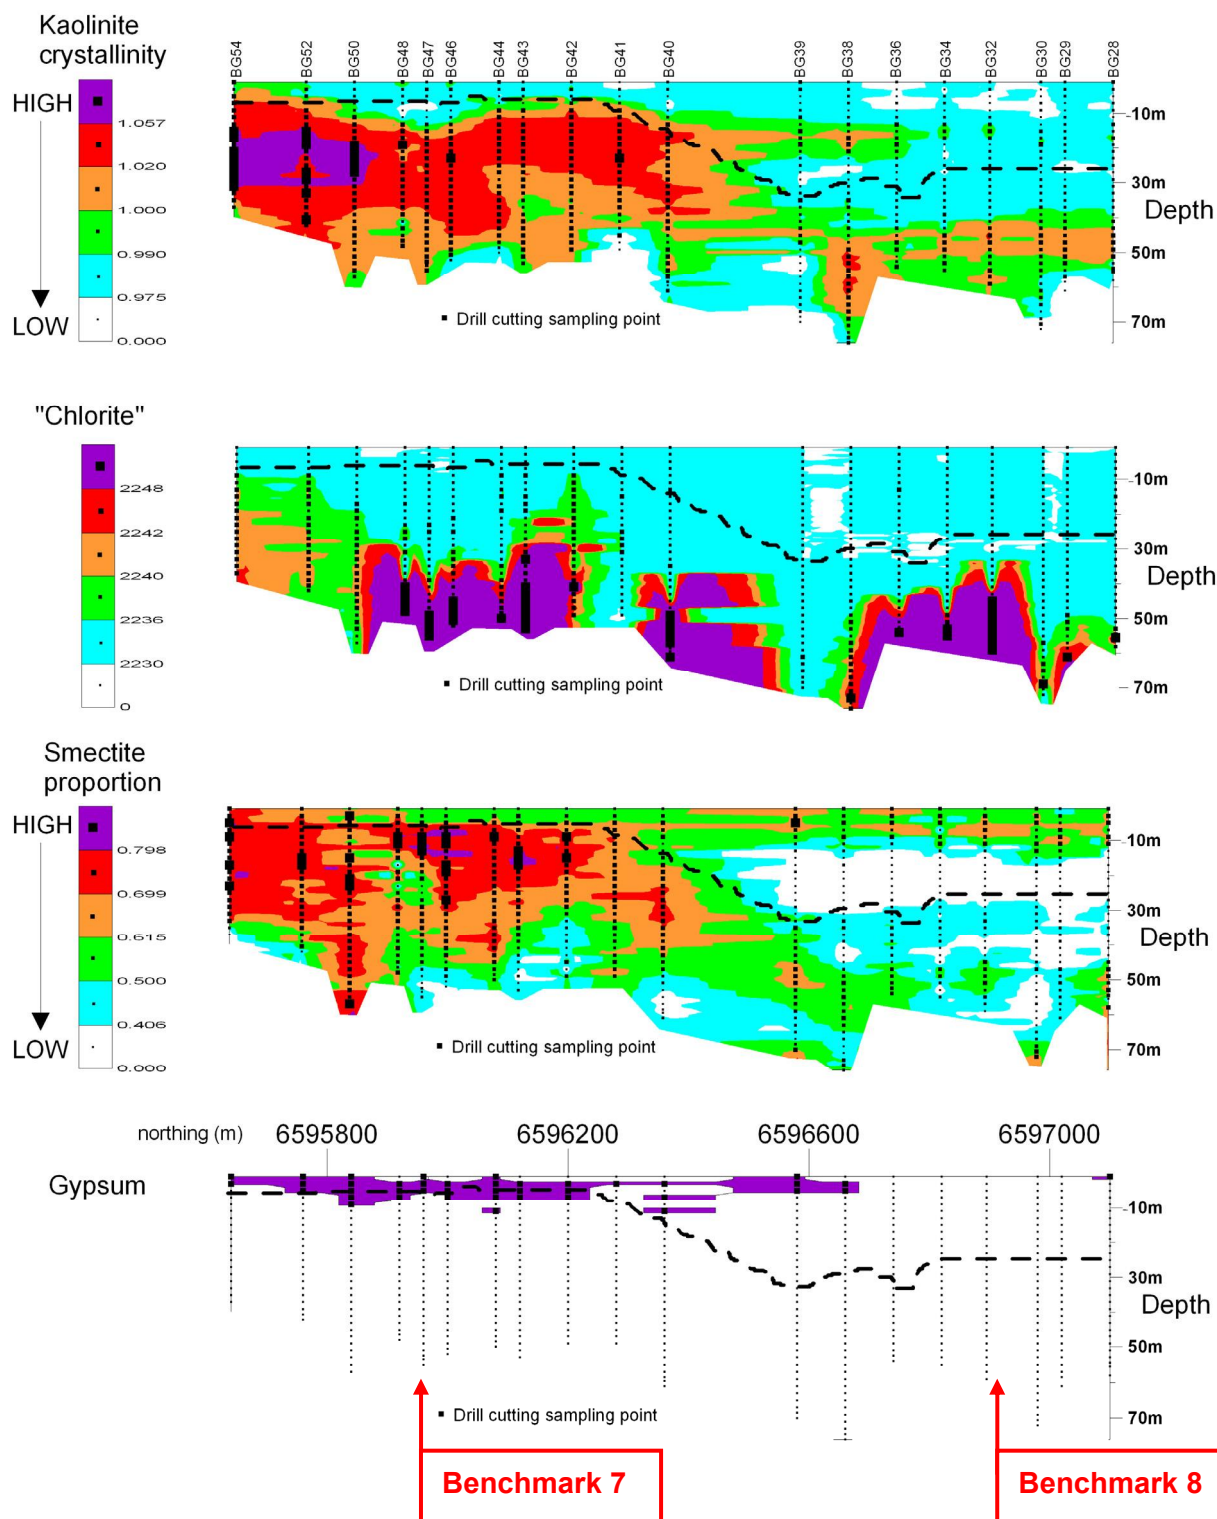 Kaolinite
crystallinity
HIGH
LOW
1.057
1.020
1.000
0.990
0.975
0.000
BG54
BG52
BG50
BG48
BG47
BG46
BG44
BG43
BG42
BG41
BG40
BG39
BG38
BG36
BG34
BG32
BG30
BG29
BG28
10m
30m
Depth
50m
70m
Drill cutting sampling point
"Chlorite"
2248
2242
2240
2236
2230
0
10m
30m
Depth
50m
70m
Drill cutting sampling point
Smectite
proportion
HIGH
LOW
0.798
0.699
0.615
0.500
0.406
0.000
10m
30m
Depth
50m
70m
Drill cutting sampling point
northing (m) 6595800 6596200 6596600 6597000
Gypsum
10m
30m
Depth
50m
70m
Drill cutting sampling point
Benchmark 7
Benchmark 8